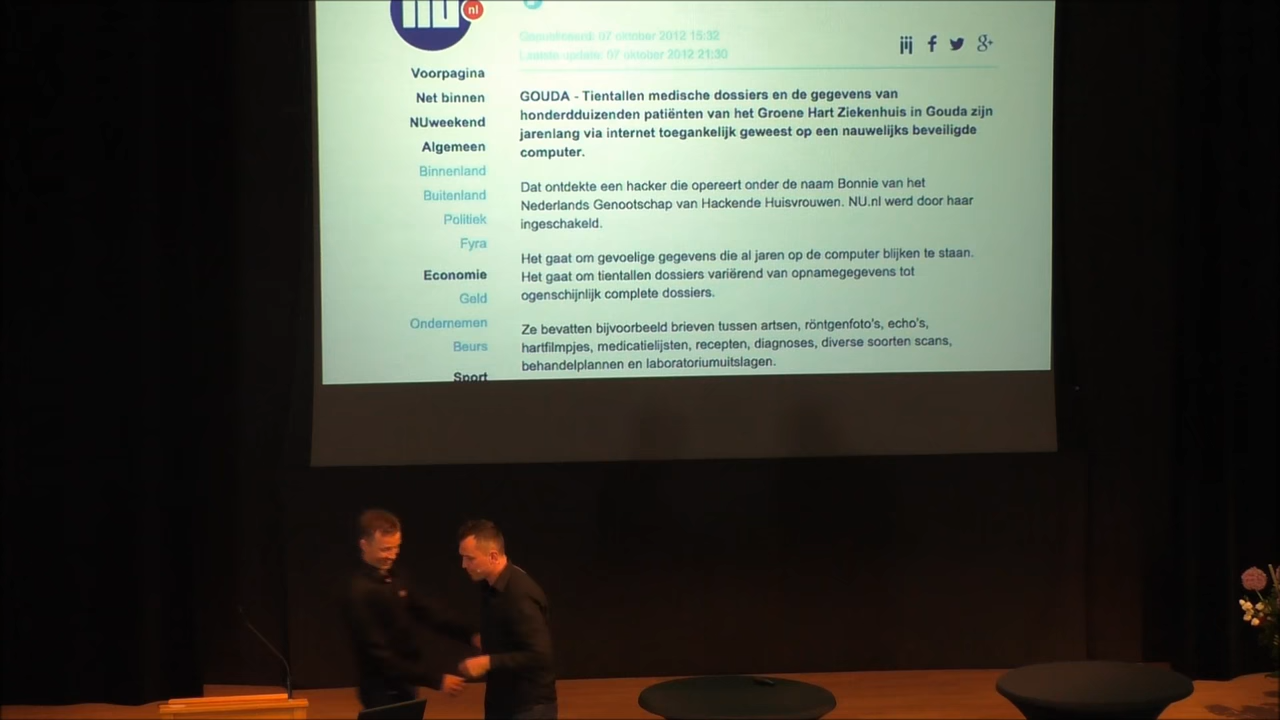 nl
Gepubliceerd: 07 oktober 2012 15:32
Laatste update: 07 oktober 2012 21:30
Voorpagina
Net binnen
NUweekend
Algemeen
Binnenland
Buitenland
Politiek
Fyra
Economie
Geld
Ondernemen
Beurs
Sport
GOUDA - Tientallen medische dossiers en de gegevens van
honderdduizenden patiënten van het Groene Hart Ziekenhuis in Gouda zijn
jarenlang via internet toegankelijk geweest op een nauwelijks beveiligde
computer.
Dat ontdekte een hacker die opereert onder de naam Bonnie van het
Nederlands Genootschap van Hackende Huisvrouwen. NU.nl werd door haar
ingeschakeld.
Het gaat om gevoelige gegevens die al jaren op de computer blijken te staan.
Het gaat om tientallen dossiers variërend van opnamegegevens tot
ogenschijnlijk complete dossiers.
Ze bevatten bijvoorbeeld brieven tussen artsen, röntgenfoto's, echo's,
hartfilmpjes, medicatielijsten, recepten, diagnoses, diverse soorten scans,
behandelplannen en laboratoriumuitslagen.